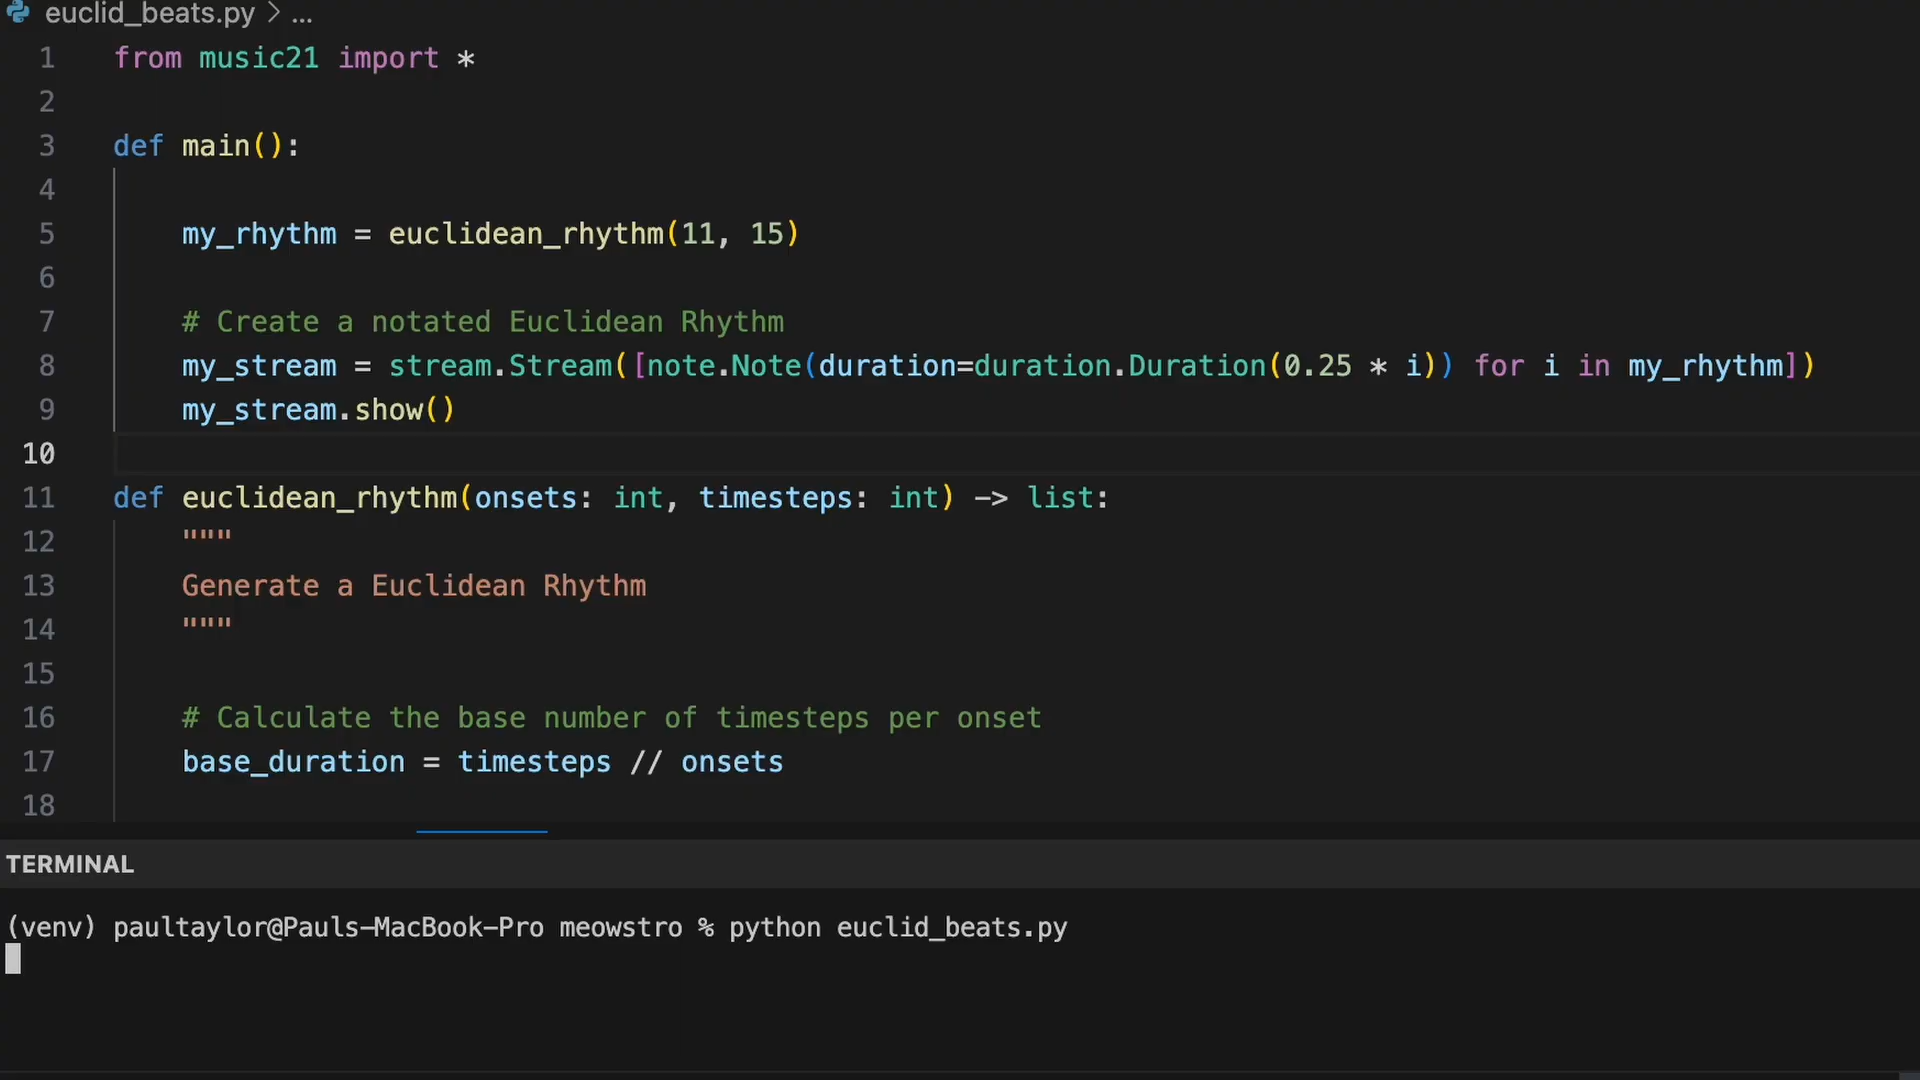 euclid_beats.py > ...
1 from music21 import *
2
3 def main():
4
5 my_rhythm = euclidean_rhythm(11, 15)
6
7 # Create a notated Euclidean Rhythm
8 my_stream = stream.Stream([note.Note(duration=duration.Duration(0.25 * i)) for i in my_rhythm])
9 my_stream.show()
10
11 def euclidean_rhythm(onsets: int, timesteps: int) -> list:
12 """
13 Generate a Euclidean Rhythm
14 """
15
16 # Calculate the base number of timesteps per onset
17 base_duration = timesteps // onsets
18
TERMINAL
(venv) paultaylor@Pauls-MacBook-Pro meowstro % python euclid_beats.py